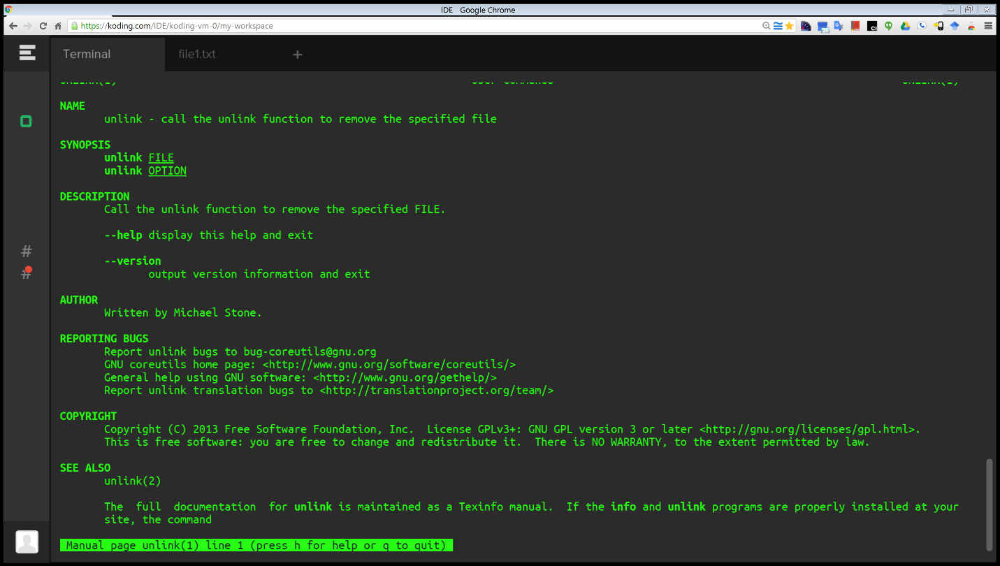 IDE - Google Chrome
https://koding.com/IDE/koding-vm-0/my-workspace
Terminal
file1.txt
+
UNLINK(1) User Commands UNLINK(1)
NAME
unlink - call the unlink function to remove the specified file
SYNOPSIS
unlink FILE
unlink OPTION
DESCRIPTION
Call the unlink function to remove the specified FILE.
--help display this help and exit
--version
output version information and exit
AUTHOR
Written by Michael Stone.
REPORTING BUGS
Report unlink bugs to bug-coreutils@gnu.org
GNU coreutils home page: <http://www.gnu.org/software/coreutils/>
General help using GNU software: <http://www.gnu.org/gethelp/>
Report unlink translation bugs to <http://translationproject.org/team/>
COPYRIGHT
Copyright (C) 2013 Free Software Foundation, Inc.  License GPLv3+: GNU GPL version 3 or later <http://gnu.org/licenses/gpl.html>.
This is free software: you are free to change and redistribute it.  There is NO WARRANTY, to the extent permitted by law.
SEE ALSO
unlink(2)
The  full  documentation  for unlink is maintained as a Texinfo manual.  If the info and unlink programs are properly installed at your
site, the command
Manual page unlink(1) line 1 (press h for help or q to quit)
#
#